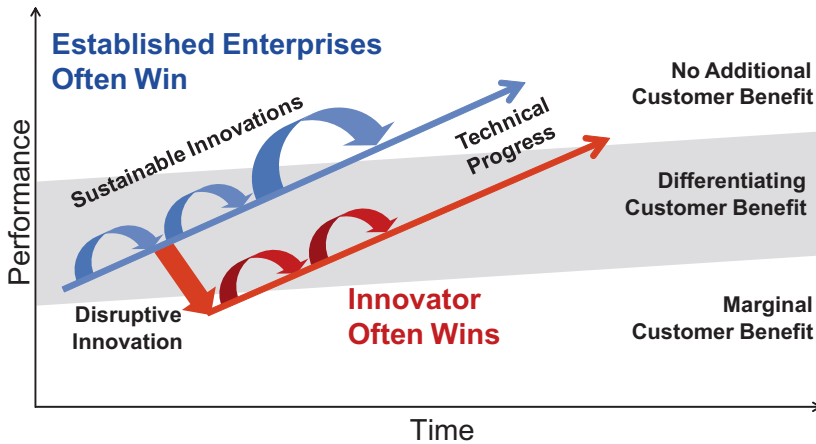 Established Enterprises
Often Win
No Additional
Customer Benefit
Sustainable Innovations
Technical
Progress
Differentiating
Customer Benefit
Performance
Disruptive
Innovation
Innovator
Often Wins
Marginal
Customer Benefit
Time